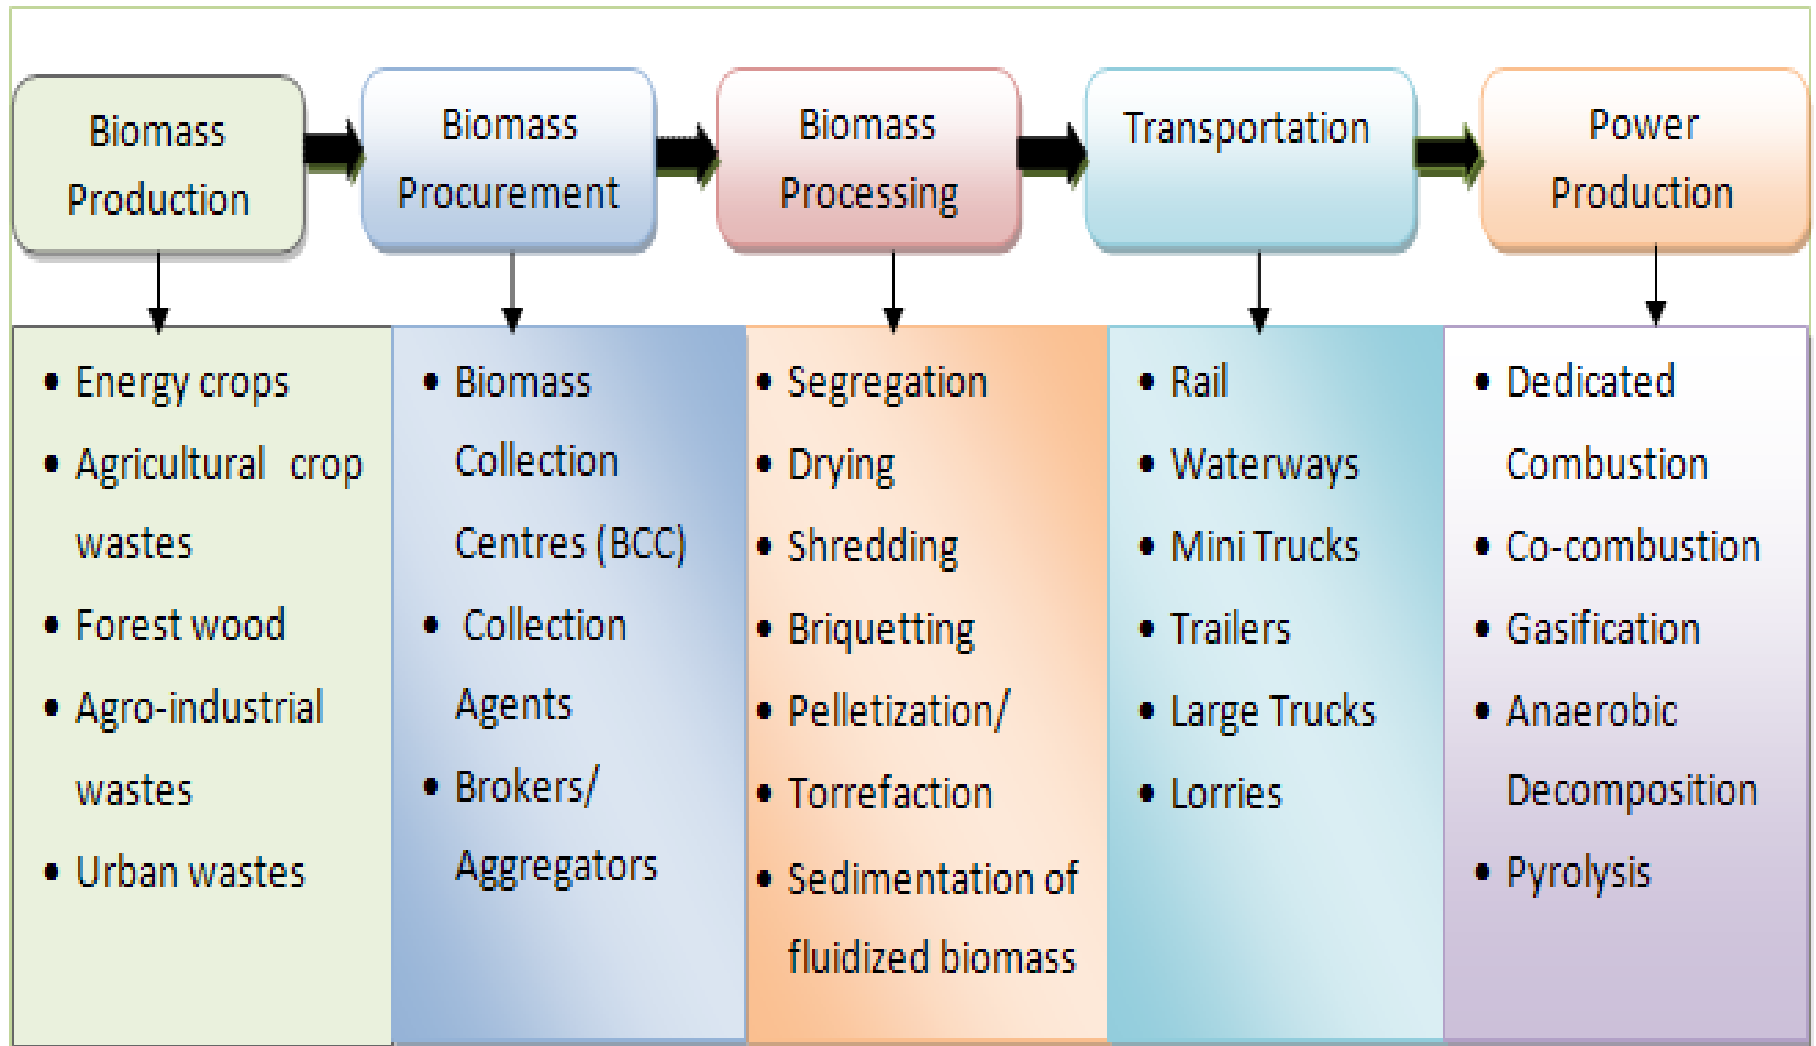 Biomass
Production
Biomass
Procurement
Biomass
Processing
Transportation
Power
Production
• Energy crops
• Agricultural crop
wastes
• Forest wood
• Agro-industrial
wastes
• Urban wastes
• Biomass
Collection
Centres (BCC)
• Collection
Agents
• Brokers/
Aggregators
• Segregation
• Drying
• Shredding
• Briquetting
• Pelletization/
• Torrefaction
• Sedimentation of
fluidized biomass
• Rail
• Waterways
• Mini Trucks
• Trailers
• Large Trucks
• Lorries
• Dedicated
Combustion
• Co-combustion
• Gasification
• Anaerobic
Decomposition
• Pyrolysis